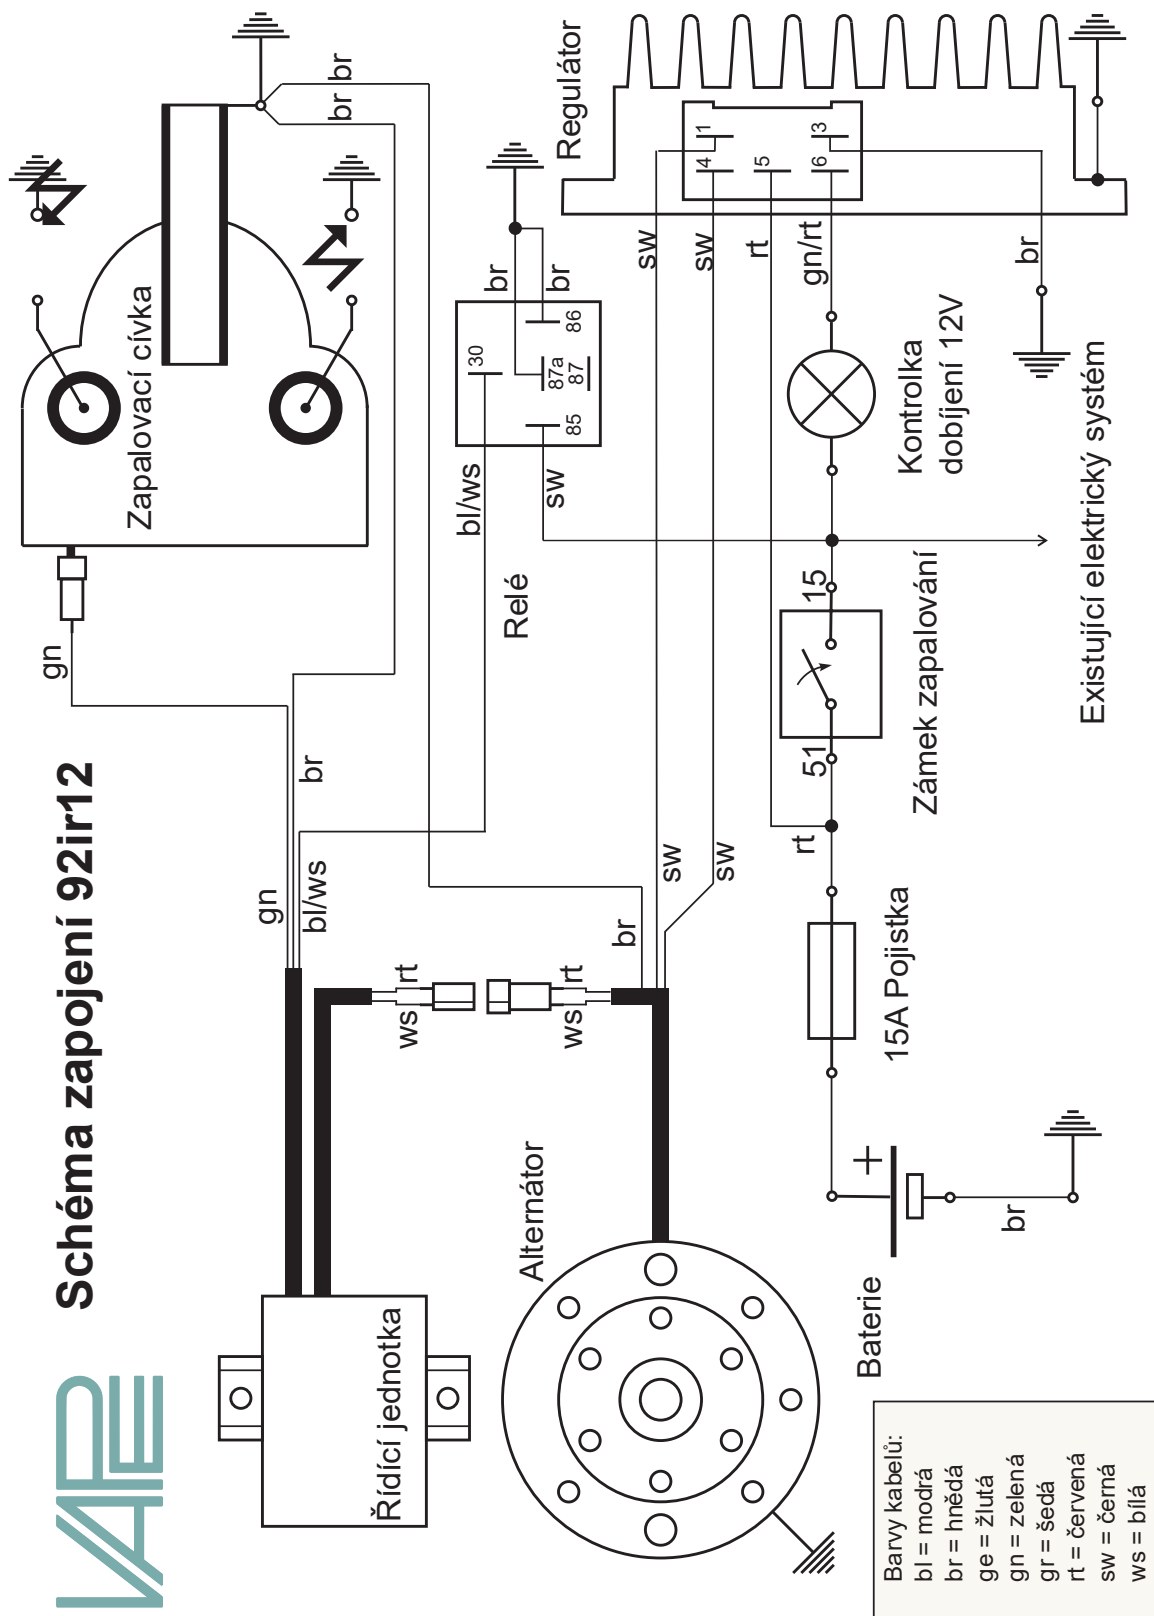 VAPE
Schéma zapojení 92ir12
Zapalovací cívka
br
br
gn
gn
br
bl/ws
Řídící jednotka
ws
rt
ws
rt
br
sw
sw
Alternátor
Relé
30
86
87a
87
85
br
br
bl/ws
sw
Regulátor
1
4
5
3
6
sw
sw
rt
gn/rt
br
Kontrolka
dobíjení 12V
Existující elektrický systém
15
51
Zámek zapalování
rt
15A Pojistka
+
Baterie
br
Barvy kabelů:
bl = modrá
br = hnědá
ge = žlutá
gn = zelená
gr = šedá
rt = červená
sw = černá
ws = bílá